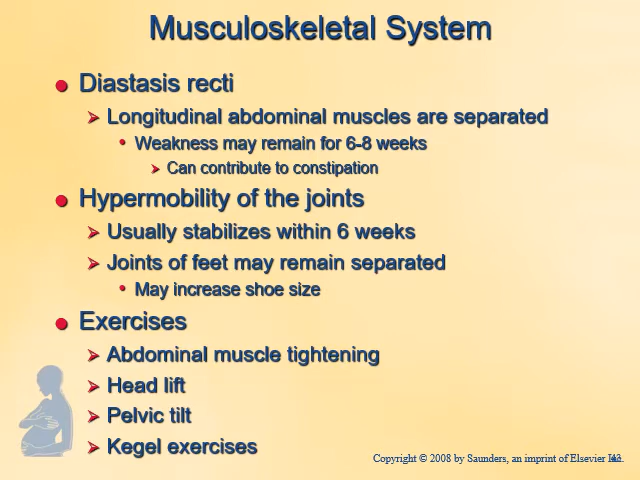 Musculoskeletal System
Diastasis recti
Longitudinal abdominal muscles are separated
Weakness may remain for 6-8 weeks
Can contribute to constipation
Hypermobility of the joints
Usually stabilizes within 6 weeks
Joints of feet may remain separated
May increase shoe size
Exercises
Abdominal muscle tightening
Head lift
Pelvic tilt
Kegel exercises
Copyright © 2008 by Saunders, an imprint of Elsevier Inc.